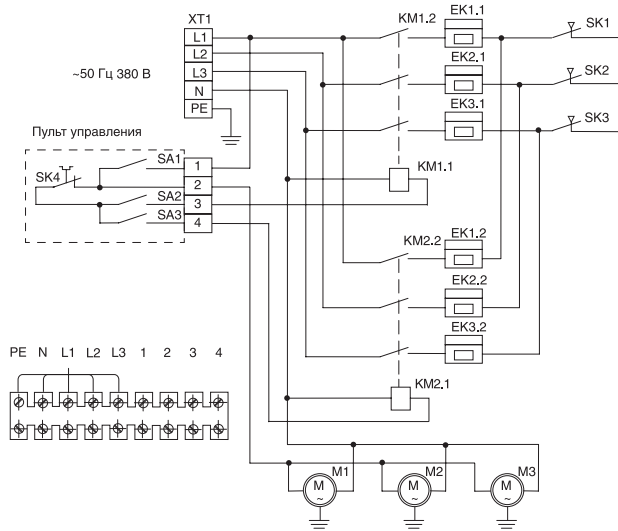 XT1
L1
L2
L3
N
PE
~50 Гц 380 В
Пульт управления
SK4
SA1
SA2
SA3
1
2
3
4
KM1.2
EK1.1
EK2.1
EK3.1
SK1
SK2
SK3
KM1.1
KM2.2
EK1.2
EK2.2
EK3.2
KM2.1
PE N L1 L2 L3 1 2 3 4
M1
M
~
M2
M
~
M3
M
~